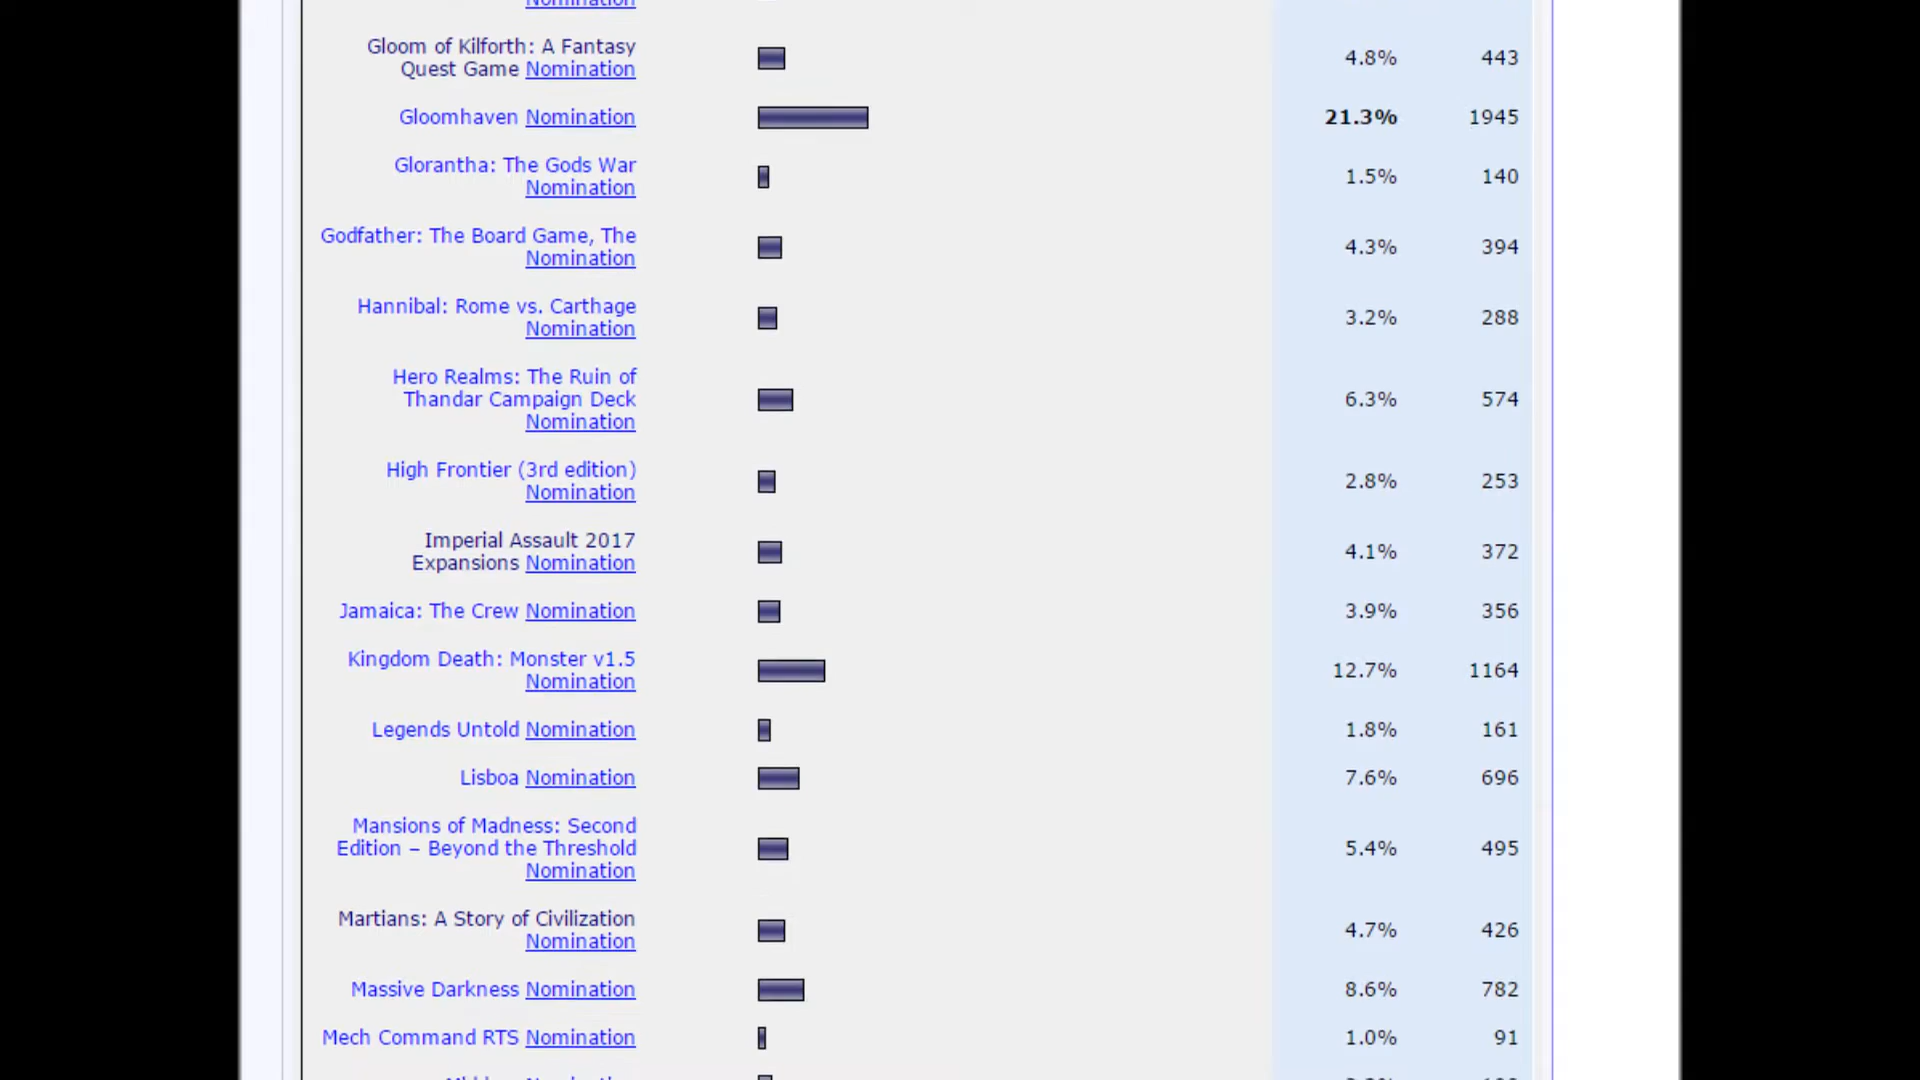 Nomination
Gloom of Kilforth: A Fantasy
Quest Game Nomination
4.8% 443
Gloomhaven Nomination 21.3% 1945
Glorantha: The Gods War
Nomination
1.5% 140
Godfather: The Board Game, The
Nomination
4.3% 394
Hannibal: Rome vs. Carthage
Nomination
3.2% 288
Hero Realms: The Ruin of
Thandar Campaign Deck
Nomination
6.3% 574
High Frontier (3rd edition)
Nomination
2.8% 253
Imperial Assault 2017
Expansions Nomination
4.1% 372
Jamaica: The Crew Nomination 3.9% 356
Kingdom Death: Monster v1.5
Nomination
12.7% 1164
Legends Untold Nomination 1.8% 161
Lisboa Nomination 7.6% 696
Mansions of Madness: Second
Edition – Beyond the Threshold
Nomination
5.4% 495
Martians: A Story of Civilization
Nomination
4.7% 426
Massive Darkness Nomination 8.6% 782
Mech Command RTS Nomination 1.0% 91